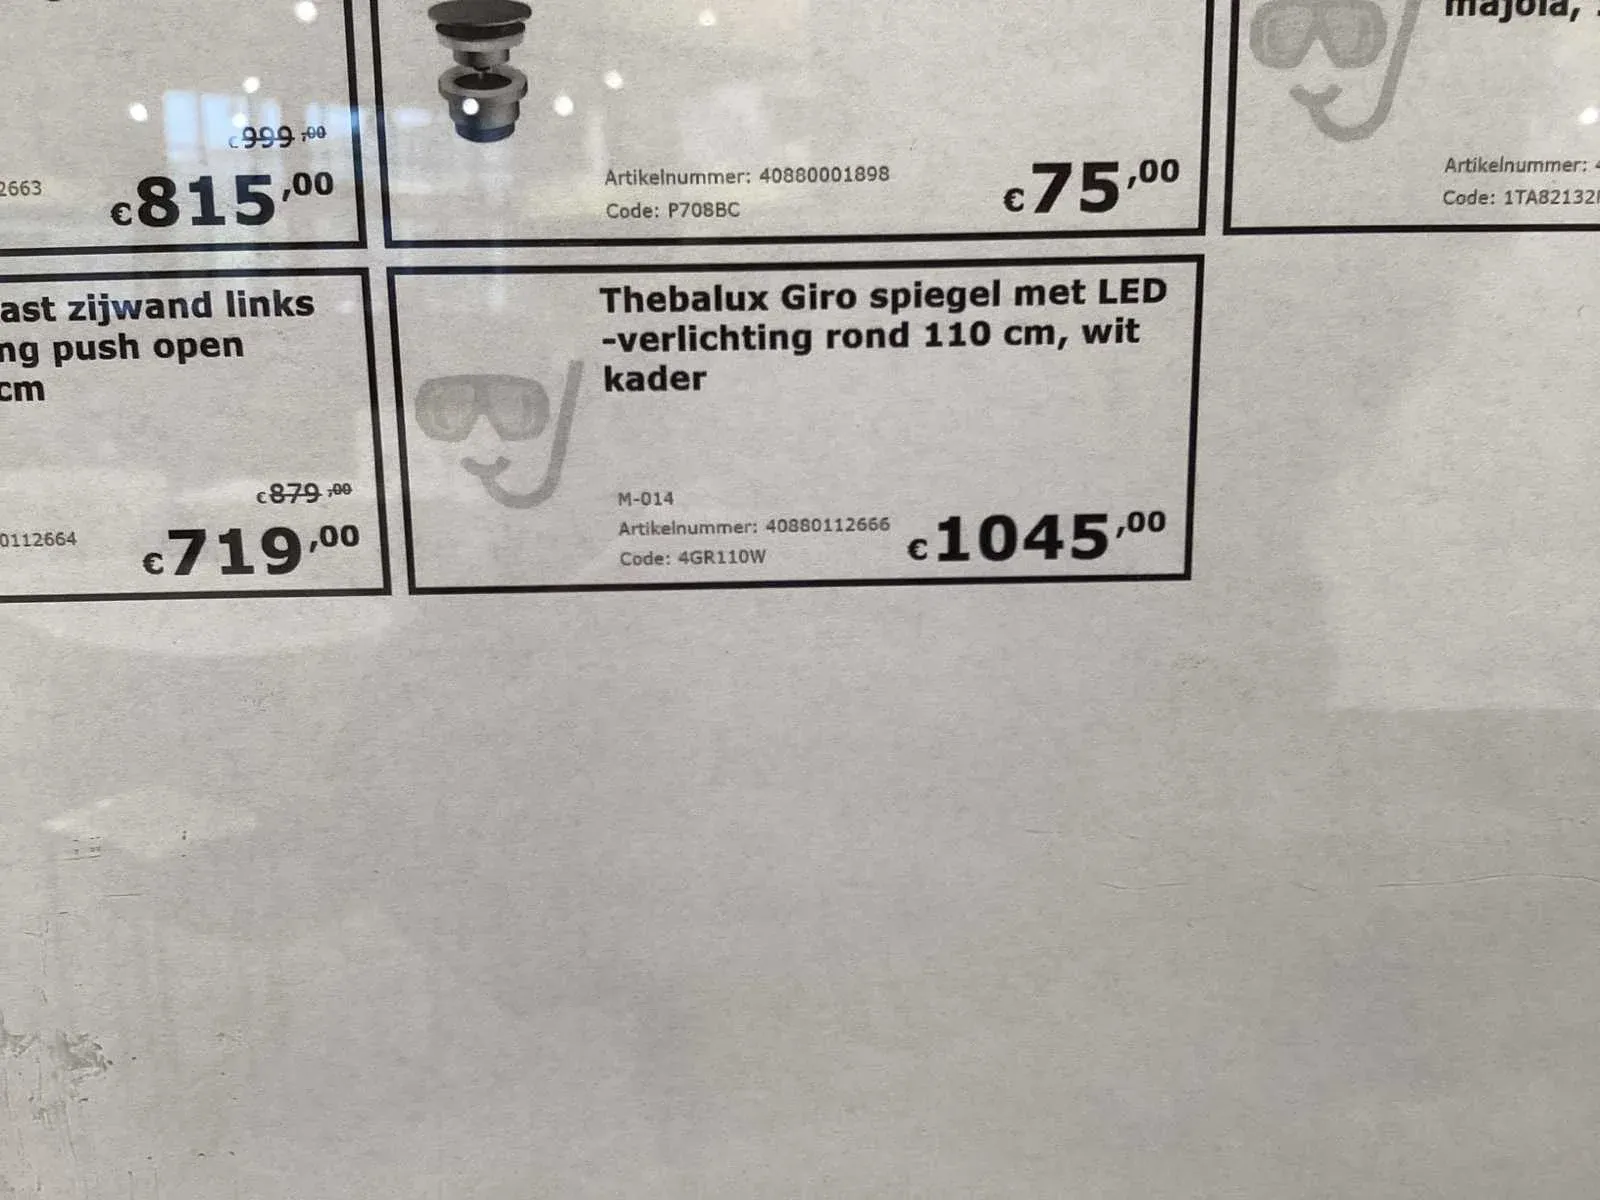 majola,
€999,00
€815,00
2663
Artikelnummer: 40880001898
Code: P708BC
€75,00
Artikelnummer:
Code: 1TA82132
ast zijwand links
ng push open
cm
€879,00
0112664
€719,00
Thebalux Giro spiegel met LED
-verlichting rond 110 cm, wit
kader
M-014
Artikelnummer: 40880112666
Code: 4GR110W
€1045,00